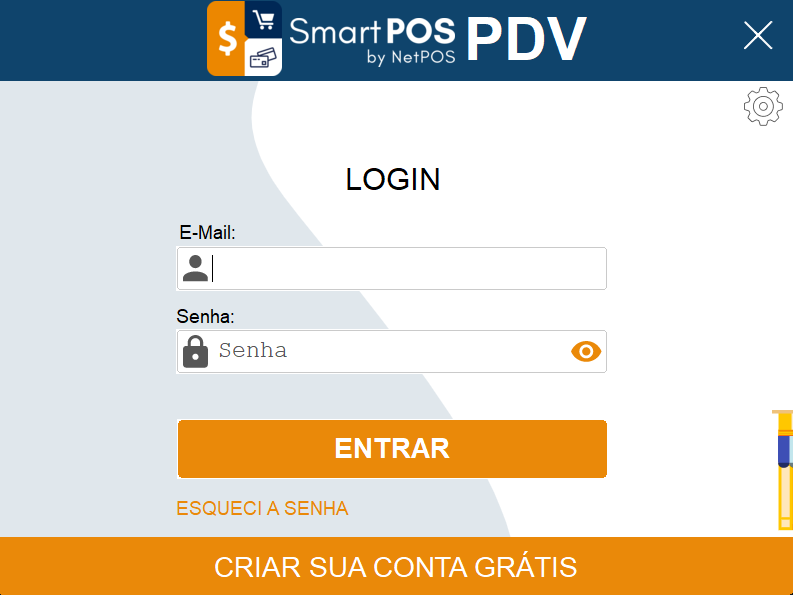 SmartPOS PDV
by NetPOS
LOGIN
E-Mail:
Senha:
Senha
ENTRAR
ESQUECI A SENHA
CRIAR SUA CONTA GRÁTIS